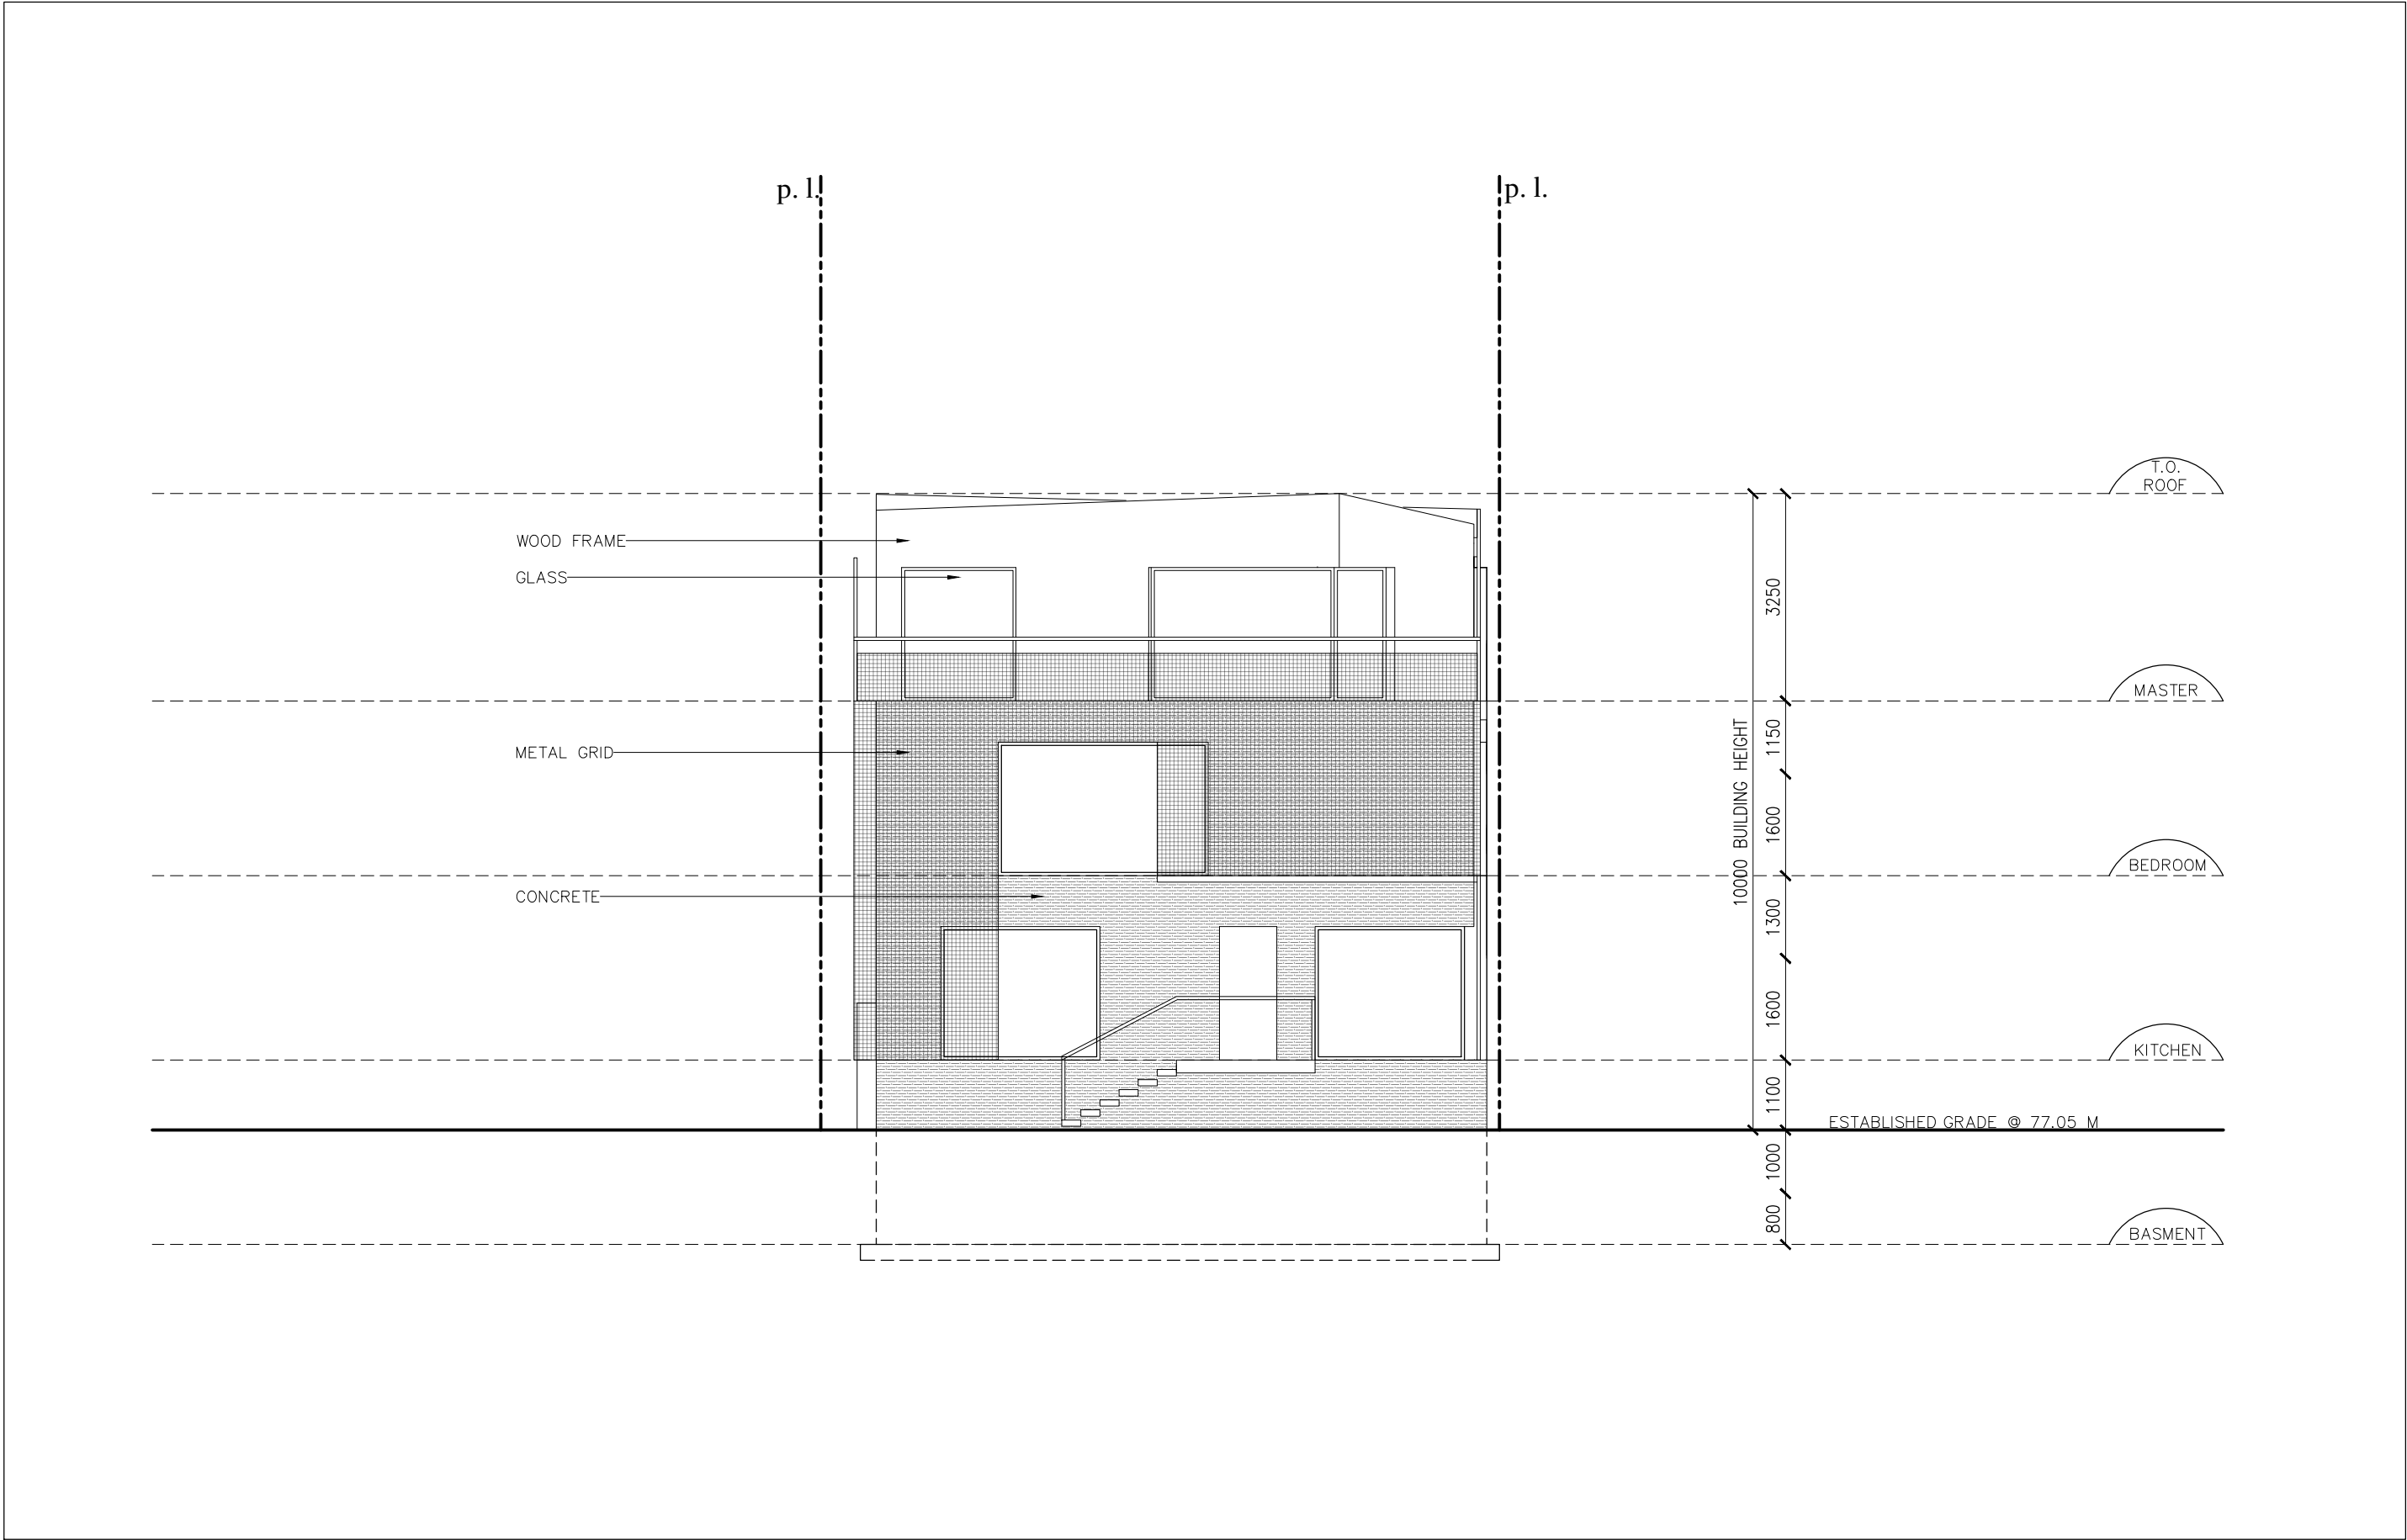 p. l.
p. l.
T.O.
ROOF
WOOD FRAME
GLASS
3250
MASTER
METAL GRID
1150
10000 BUILDING HEIGHT
1600
BEDROOM
CONCRETE
1300
1600
KITCHEN
1100
ESTABLISHED GRADE @ 77.05 M
1000
800
BASMENT